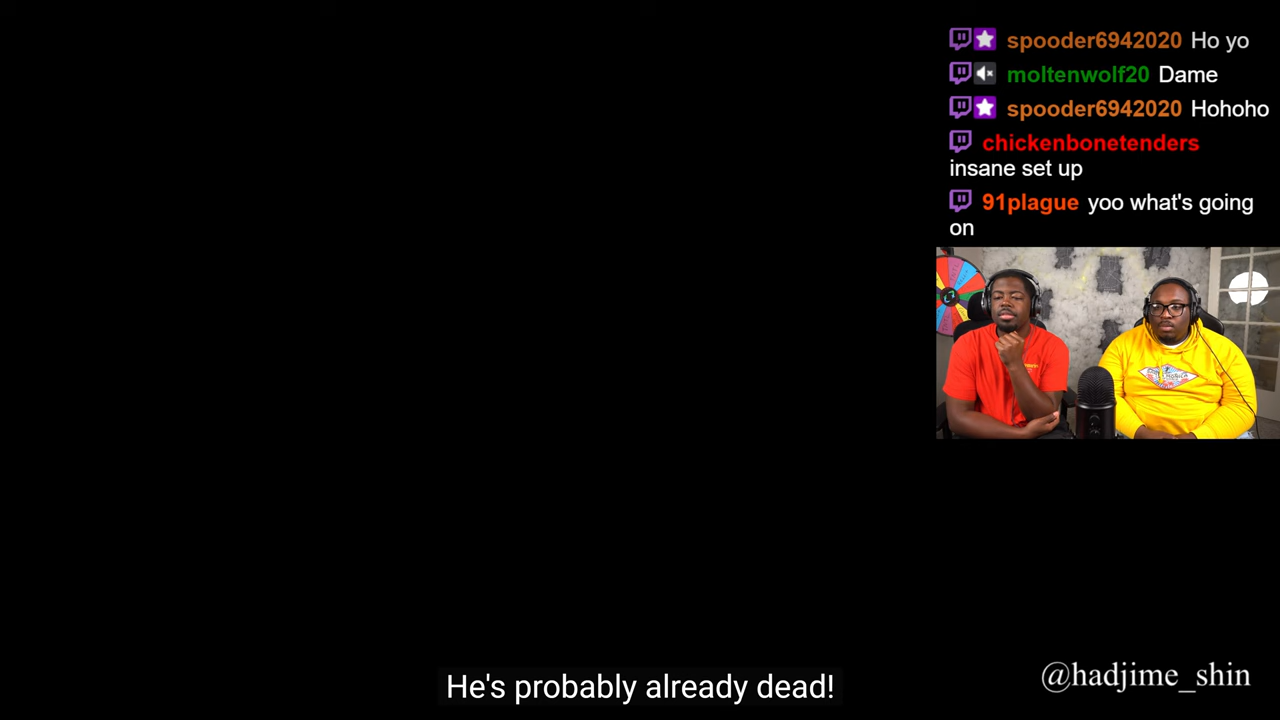 spooder6942020 Ho yo
moltenwolf20 Dame
spooder6942020 Hohoho
chickenbonetenders
insane set up
91plague yoo what's going
on
He's probably already dead!
@hadjime_shin